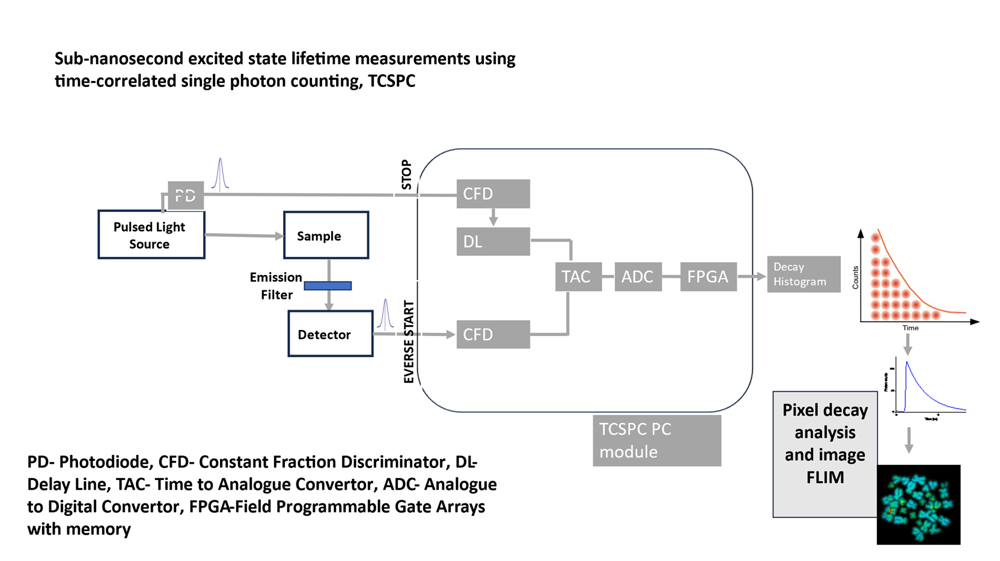 Sub-nanosecond excited state lifetime measurements using
time-correlated single photon counting, TCSPC
STOP
PD
CFD
Pulsed Light
Source
Sample
DL
Emission
Filter
TAC
ADC
FPGA
Decay
Histogram
Counts
Time
EVERSE START
Detector
CFD
TCSPC PC
module
Pixel decay
analysis
and image
FLIM
PD- Photodiode, CFD- Constant Fraction Discriminator, DL-
Delay Line, TAC- Time to Analogue Convertor, ADC- Analogue
to Digital Convertor, FPGA-Field Programmable Gate Arrays
with memory